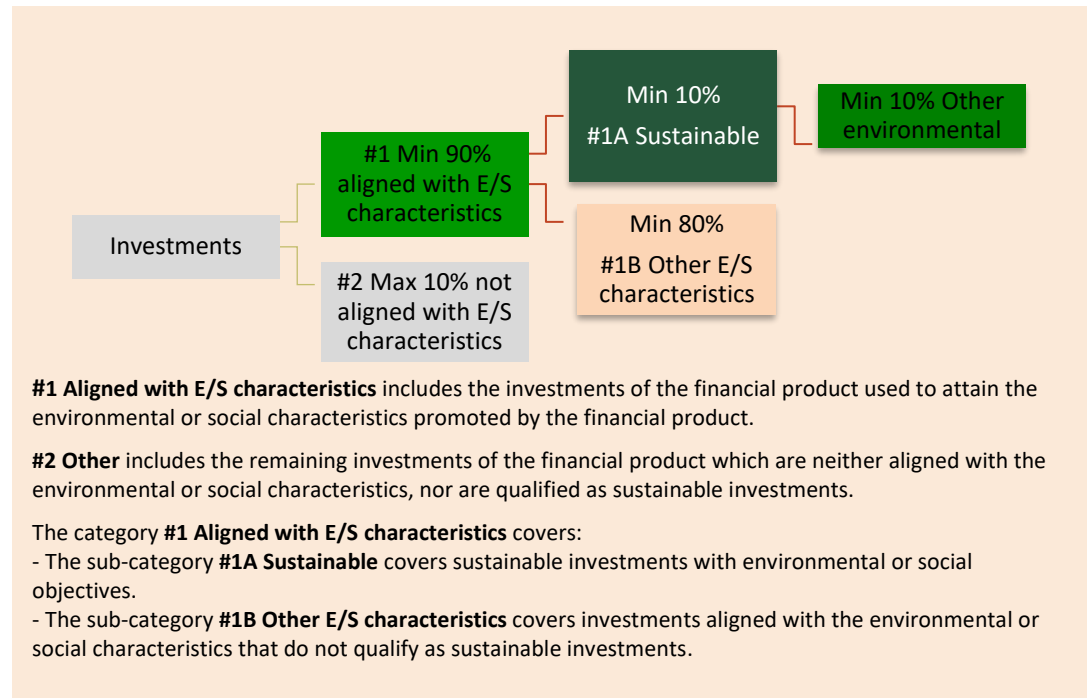 Investments
#1 Min 90%
aligned with E/S
characteristics
#2 Max 10% not
aligned with E/S
characteristics
Min 10%
#1A Sustainable
Min 80%
#1B Other E/S
characteristics
Min 10% Other
environmental
#1 Aligned with E/S characteristics includes the investments of the financial product used to attain the
environmental or social characteristics promoted by the financial product.
#2 Other includes the remaining investments of the financial product which are neither aligned with the
environmental or social characteristics, nor are qualified as sustainable investments.
The category #1 Aligned with E/S characteristics covers:
- The sub-category #1A Sustainable covers sustainable investments with environmental or social
objectives.
- The sub-category #1B Other E/S characteristics covers investments aligned with the environmental or
social characteristics that do not qualify as sustainable investments.